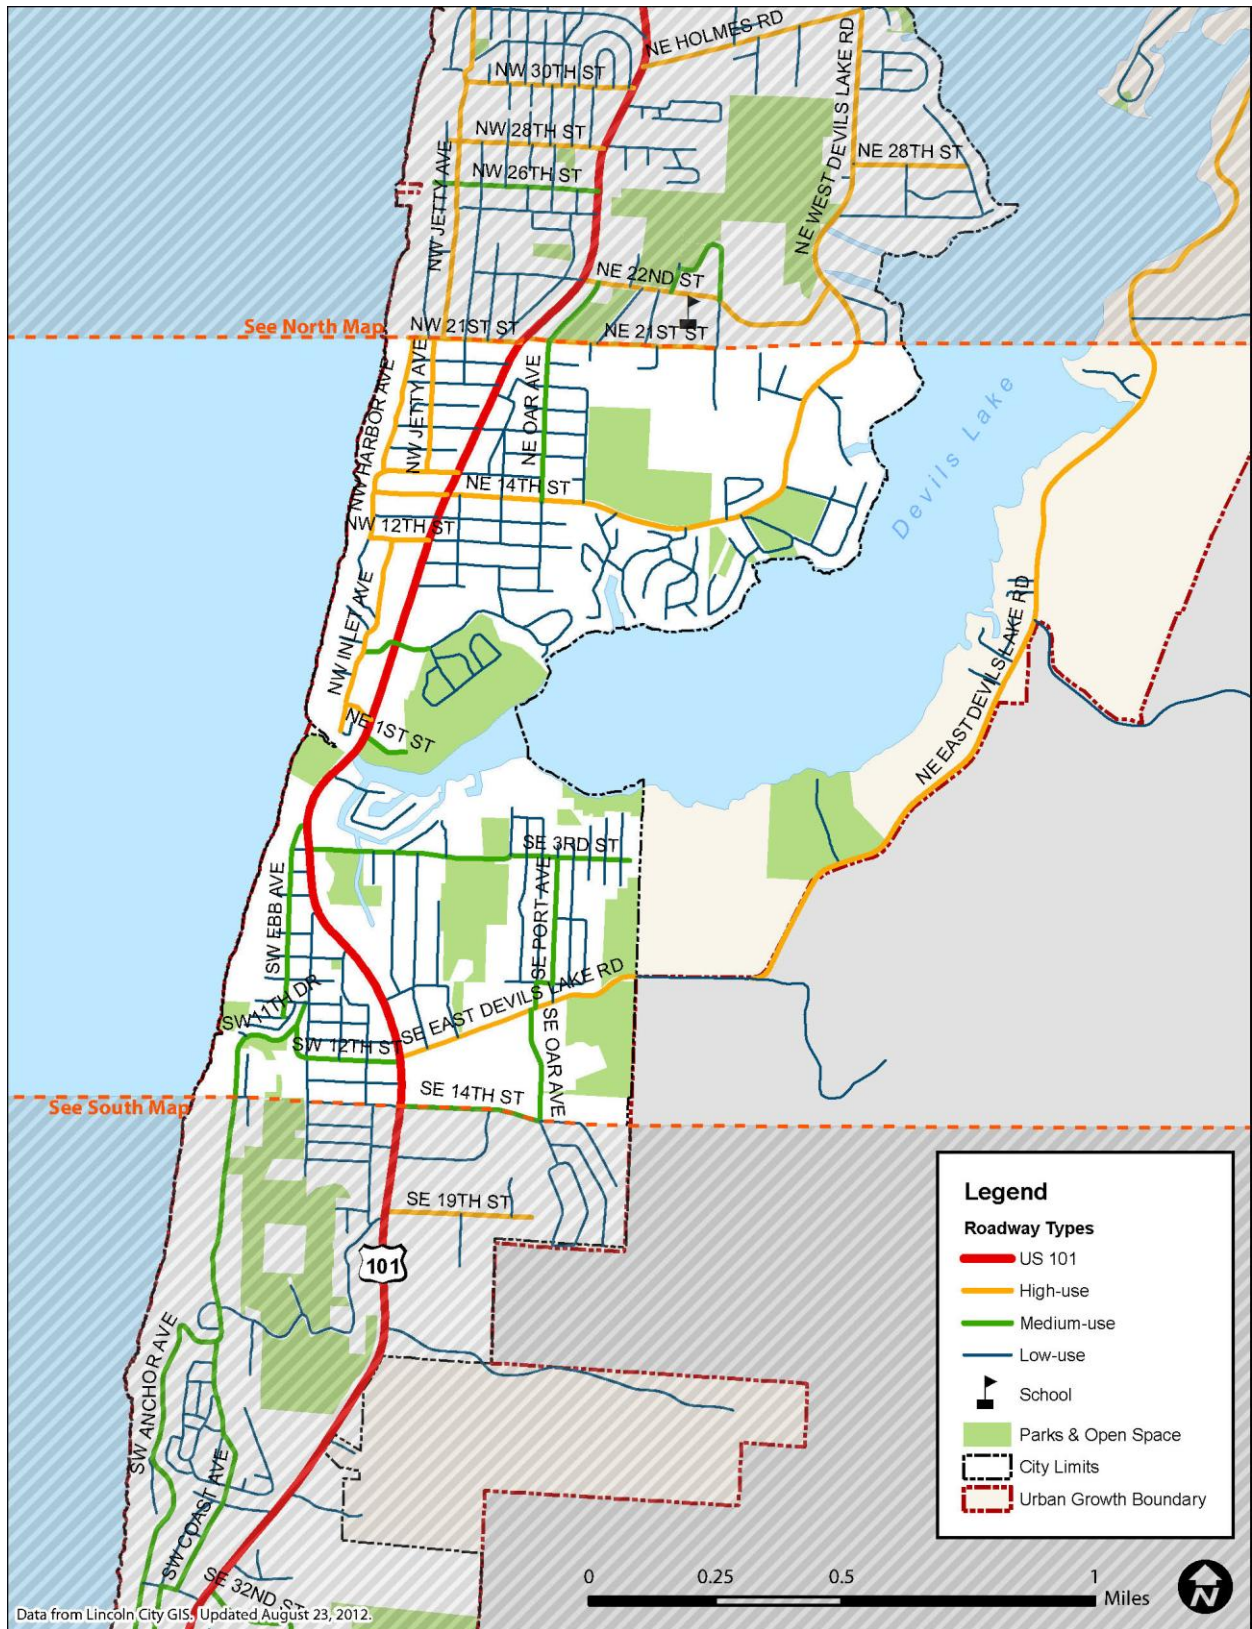 NE HOLMES RD
NW 30TH ST
NE WEST DEVILS LAKE RD
NW 28TH ST
NE 28TH ST
NW JETTY AVE
NW 26TH ST
NE 22ND ST
See North Map
NW 21ST ST
NE 21ST ST
NW HARBOR AVE
NW JETTY AVE
NE OAR AVE
Devils Lake
NE 14TH ST
NW 12TH ST
NW INLET AVE
NE EAST DEVILS LAKE RD
NE 1ST ST
SE 3RD ST
SW EBB AVE
SE PORT AVE
SW 11TH DR
SE EAST DEVILS LAKE RD
SW 12TH ST
SE OAR AVE
SE 14TH ST
See South Map
SE 19TH ST
101
SW ANCHOR AVE
SW COAST AVE
SE 32ND ST
Legend
Roadway Types
US 101
High-use
Medium-use
Low-use
School
Parks & Open Space
City Limits
Urban Growth Boundary
0 0.25 0.5 1
Miles
N
Data from Lincoln City GIS. Updated August 23, 2012.